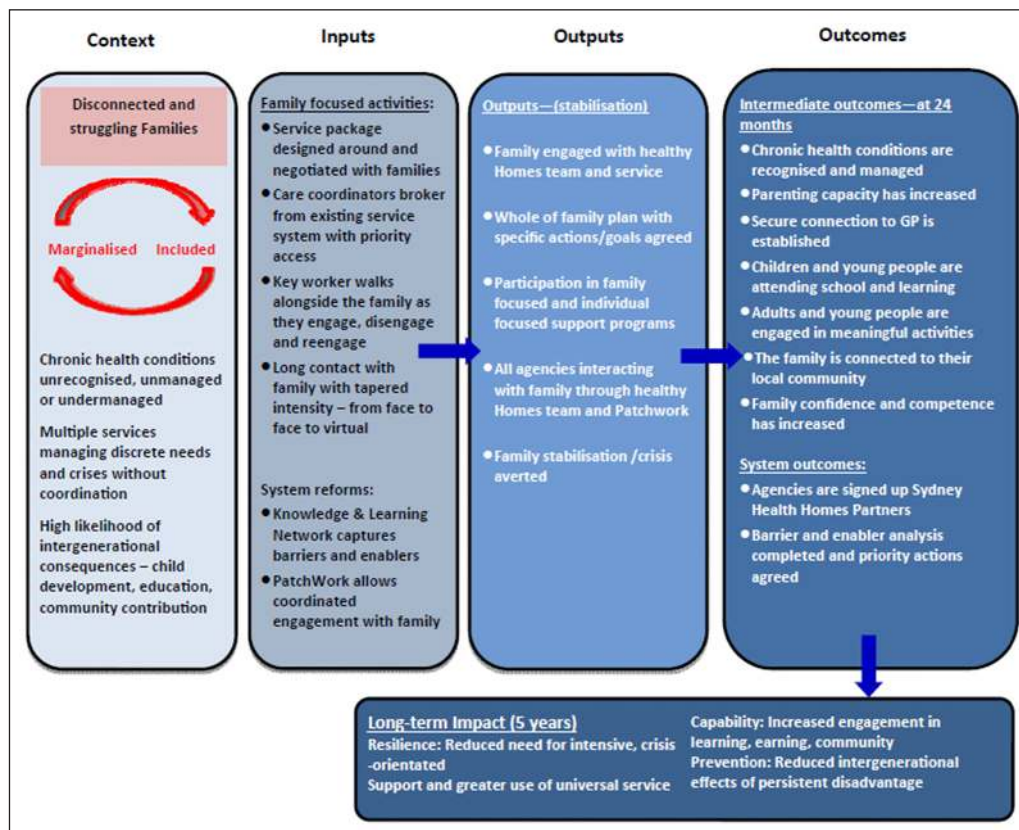 Context
Inputs
Outputs
Outcomes
Disconnected and
struggling Families
Marginalised
Included
Chronic health conditions
unrecognised, unmanaged
or undermanaged
Multiple services
managing discrete needs
and crises without
coordination
High likelihood of
intergenerational
consequences – child
development, education,
community contribution
Family focused activities:
● Service package
designed around and
negotiated with families
● Care coordinators broker
from existing service
system with priority
access
● Key worker walks
alongside the family as
they engage, disengage
and reengage
● Long contact with
family with tapered
intensity – from face to
face to virtual
System reforms:
● Knowledge & Learning
Network captures
barriers and enablers
● PatchWork allows
coordinated
engagement with family
Outputs—(stabilisation)
● Family engaged with healthy
Homes team and service
● Whole of family plan with
specific actions/goals agreed
● Participation in family
focused and individual
focused support programs
● All agencies interacting
with family through healthy
Homes team and Patchwork
● Family stabilisation /crisis
averted
Intermediate outcomes—at 24
months
● Chronic health conditions are
recognised and managed
● Parenting capacity has increased
● Secure connection to GP is
established
● Children and young people are
attending school and learning
● Adults and young people are
engaged in meaningful activities
● The family is connected to their
local community
● Family confidence and competence
has increased
System outcomes:
● Agencies are signed up Sydney
Health Homes Partners
● Barrier and enabler analysis
completed and priority actions
agreed
Long-term Impact (5 years)
Resilience: Reduced need for intensive, crisis
-orientated
Support and greater use of universal service
Capability: Increased engagement in
learning, earning, community
Prevention: Reduced intergenerational
effects of persistent disadvantage